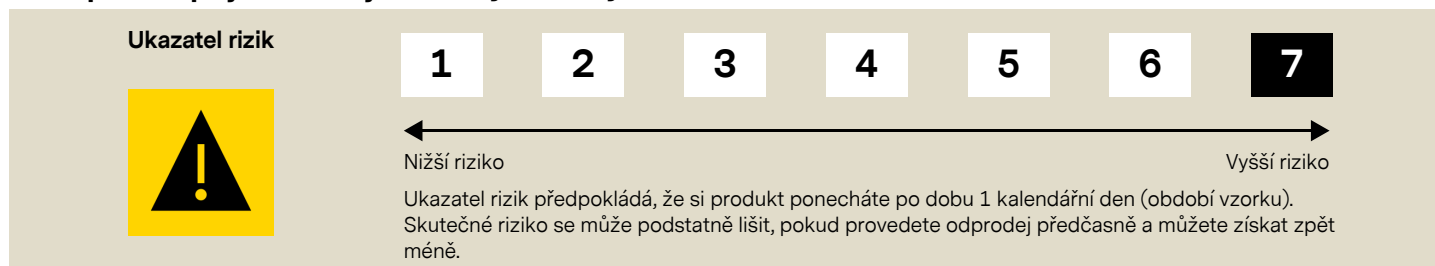 Ukazatel rizik
1 2 3 4 5 6 7
Nižší riziko Vyšší riziko
Ukazatel rizik předpokládá, že si produkt ponecháte po dobu 1 kalendářní den (období vzorku).
Skutečné riziko se může podstatně lišit, pokud provedete odprodej předčasně a můžete získat zpět
méně.